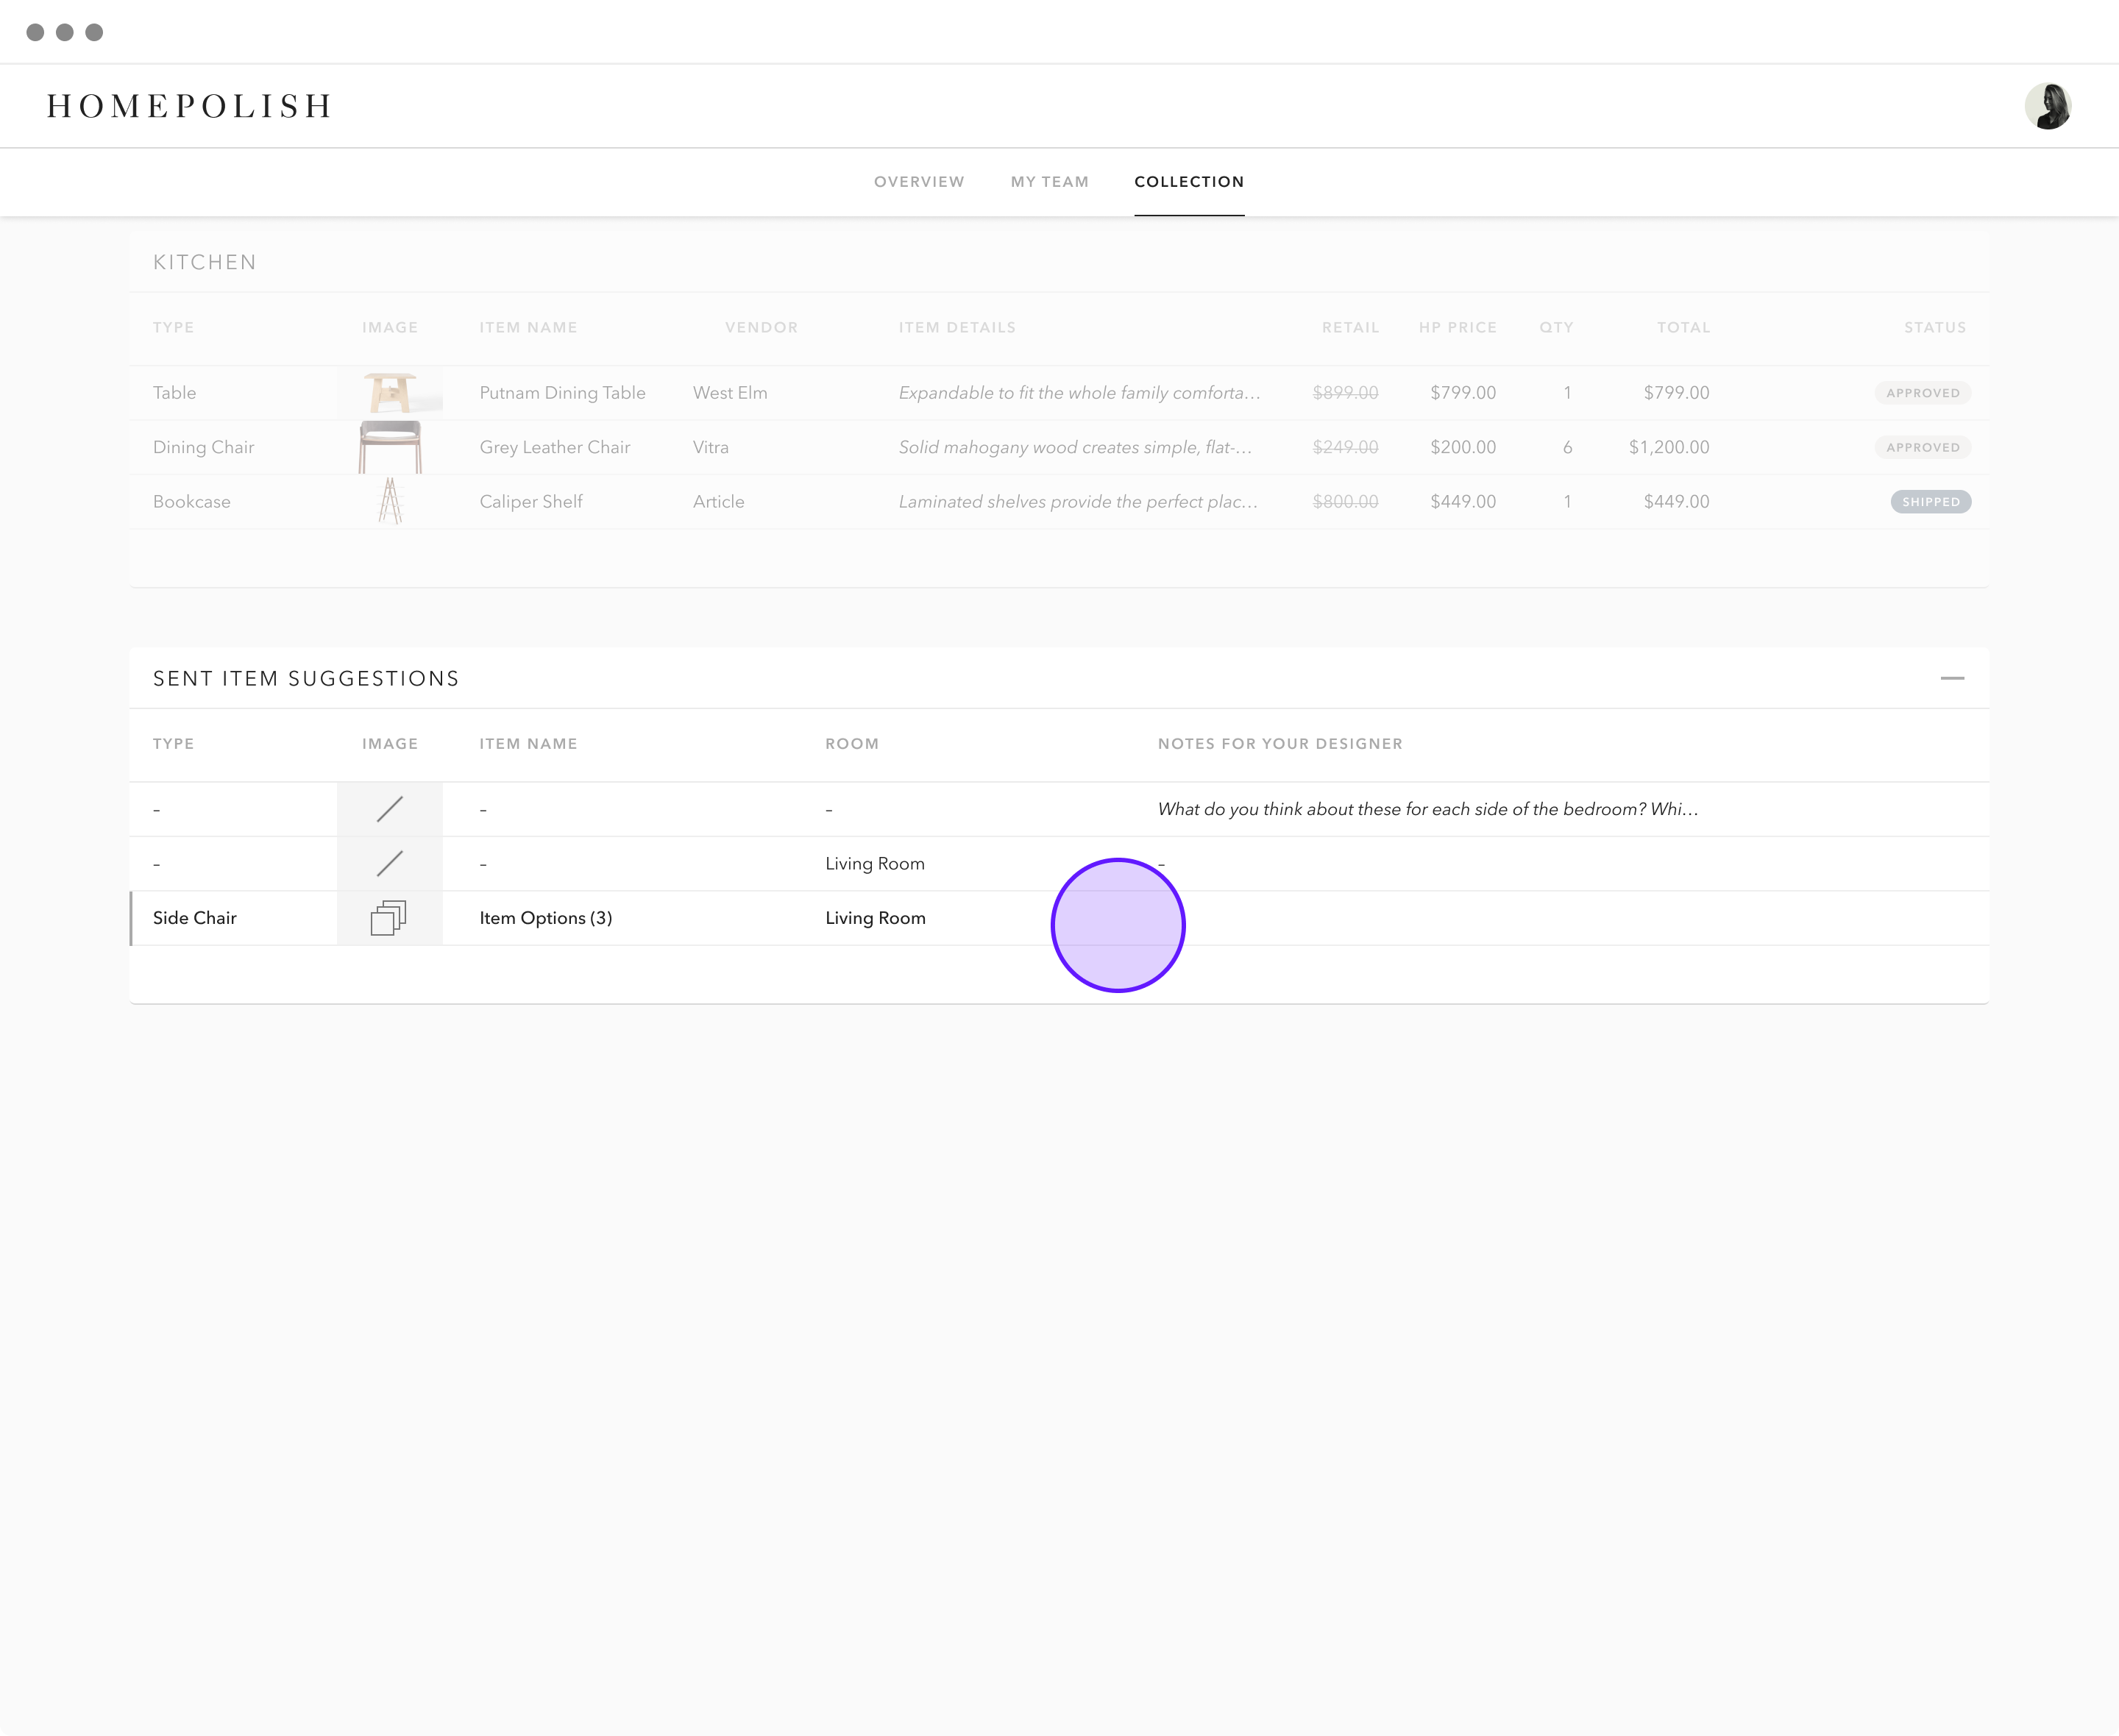 HOMEPOLISH
OVERVIEW MY TEAM COLLECTION
KITCHEN
TYPE IMAGE ITEM NAME VENDOR ITEM DETAILS RETAIL HP PRICE QTY TOTAL STATUS
Table Putnam Dining Table West Elm Expandable to fit the whole family comforta... $899.00 $799.00 1 $799.00 APPROVED
Dining Chair Grey Leather Chair Vitra Solid mahogany wood creates simple, flat-... $249.00 $200.00 6 $1,200.00 APPROVED
Bookcase Caliper Shelf Article Laminated shelves provide the perfect plac... $800.00 $449.00 1 $449.00 SHIPPED
SENT ITEM SUGGESTIONS
TYPE IMAGE ITEM NAME ROOM NOTES FOR YOUR DESIGNER
– – – What do you think about these for each side of the bedroom? Whi...
– – Living Room –
Side Chair Item Options (3) Living Room